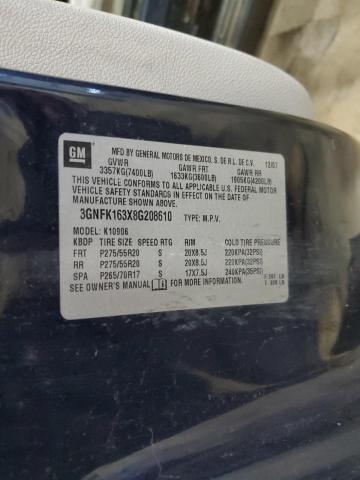 GM
MFD BY GENERAL MOTORS DE MEXICO, S. DE R.L. DE C.V. 12/07
GVWR GAWR FRT GAWR RR
3357KG(7400LB) 1633KG(3600LB) 1905KG(4200LB)
THIS VEHICLE CONFORMS TO ALL APPLICABLE U.S. FEDERAL
MOTOR VEHICLE SAFETY STANDARDS IN EFFECT ON THE DATE OF
MANUFACTURE SHOWN ABOVE.
3GNFK163X8G208610 TYPE: M.P.V.
MODEL: K10906
KBDP TIRE SIZE SPEED RTG RIM COLD TIRE PRESSURE
FRT P275/55R20 S 20X8.5J 220KPA(32PSI)
RR P275/55R20 S 20X8.5J 220KPA(32PSI)
SPA P265/70R17 S 17X7.5J 240KPA(35PSI)
SEE OWNER'S MANUAL FOR MORE INFORMATION.